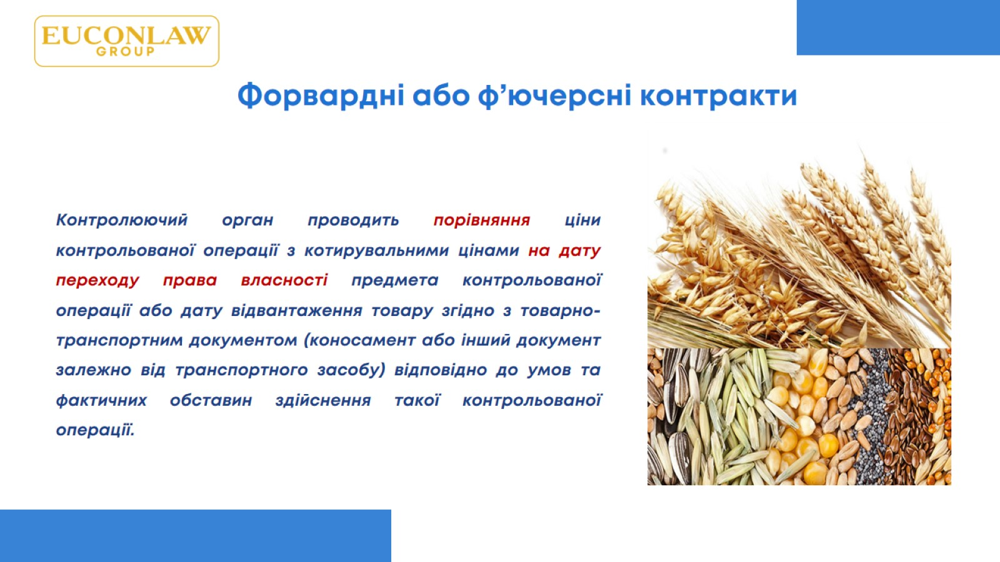 EUCONLAW
GROUP
Форвардні або ф’ючерсні контракти
Контролюючий орган проводить порівняння ціни
контрольованої операції з котирувальними цінами на дату
переходу права власності предмета контрольованої
операції або дату відвантаження товару згідно з товарно-
транспортним документом (коносамент або інший документ
залежно від транспортного засобу) відповідно до умов та
фактичних обставин здійснення такої контрольованої
операції.